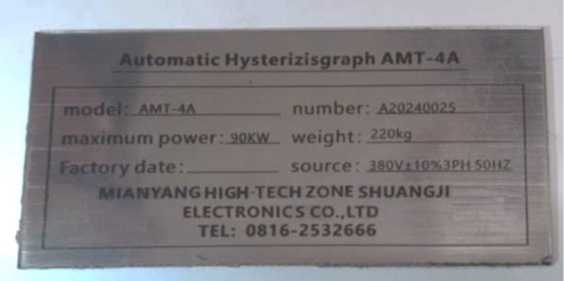 Automatic Hysterizisgraph AMT-4A
model: AMT-4A number: A20240025
maximum power: 90KW weight: 220kg
Factory date: source: 380V±10%3PH 50HZ
MIANYANG HIGH-TECH ZONE SHUANGJI
ELECTRONICS CO.,LTD
TEL: 0816-2532666